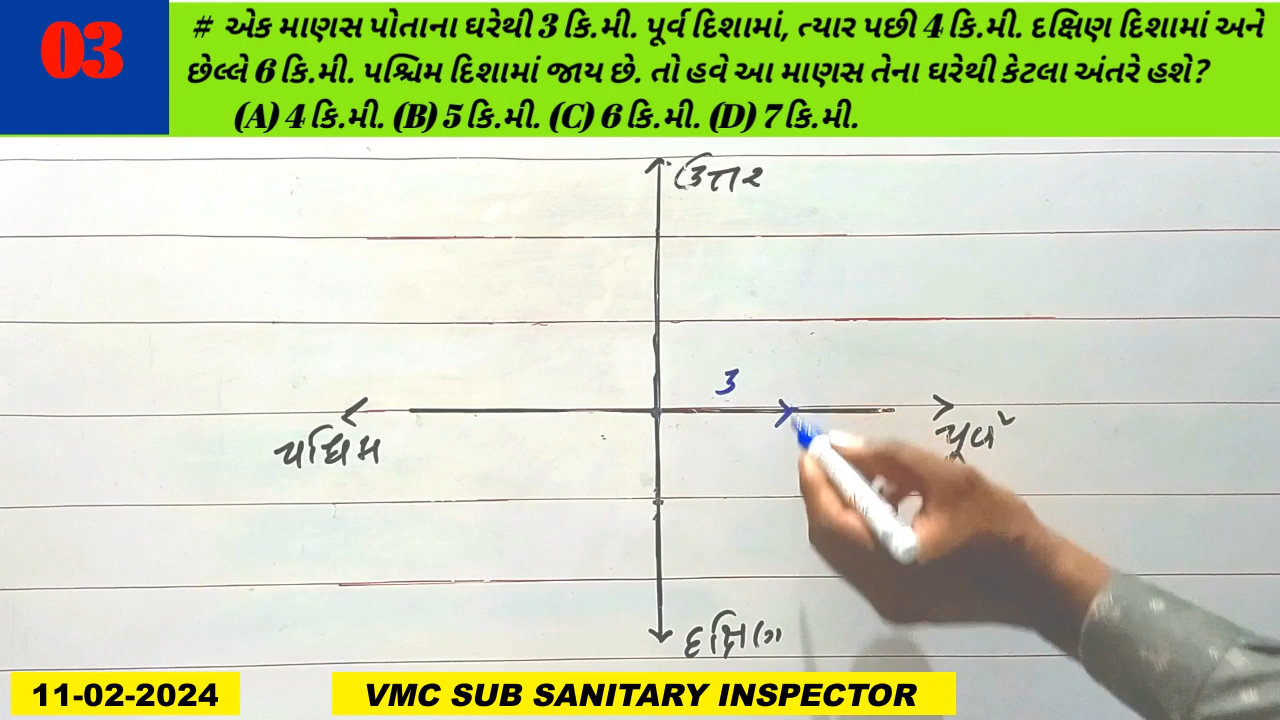 03
# એક માણસ પોતાના ઘરેથી 3 કિ.મી. પૂર્વ દિશામાં, ત્યાર પછી 4 કિ.મી. દક્ષિણ દિશામાં અને
છેલ્લે 6 કિ.મી. પશ્ચિમ દિશામાં જાય છે. તો હવે આ માણસ તેના ઘરેથી કેટલા અંતરે હશે?
(A) 4 કિ.મી. (B) 5 કિ.મી. (C) 6 કિ.મી. (D) 7 કિ.મી.
ઉત્તર
3
પશ્ચિમ
પૂર્વ
દક્ષિણ
11-02-2024
VMC SUB SANITARY INSPECTOR